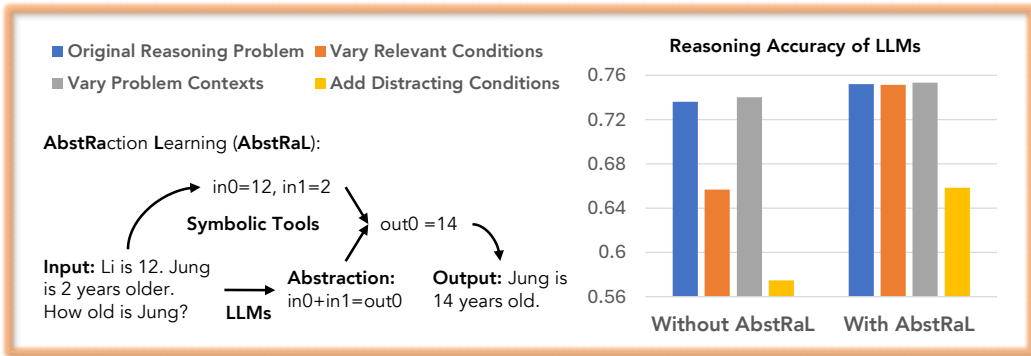 Original Reasoning Problem
Vary Relevant Conditions
Vary Problem Contexts
Add Distracting Conditions
AbstRaction Learning (AbstRaL):
in0=12, in1=2
Symbolic Tools
out0 =14
Input: Li is 12. Jung
is 2 years older.
How old is Jung?
LLMs
Abstraction:
in0+in1=out0
Output: Jung is
14 years old.
Reasoning Accuracy of LLMs
0.76
0.72
0.68
0.64
0.6
0.56
Without AbstRaL
With AbstRaL